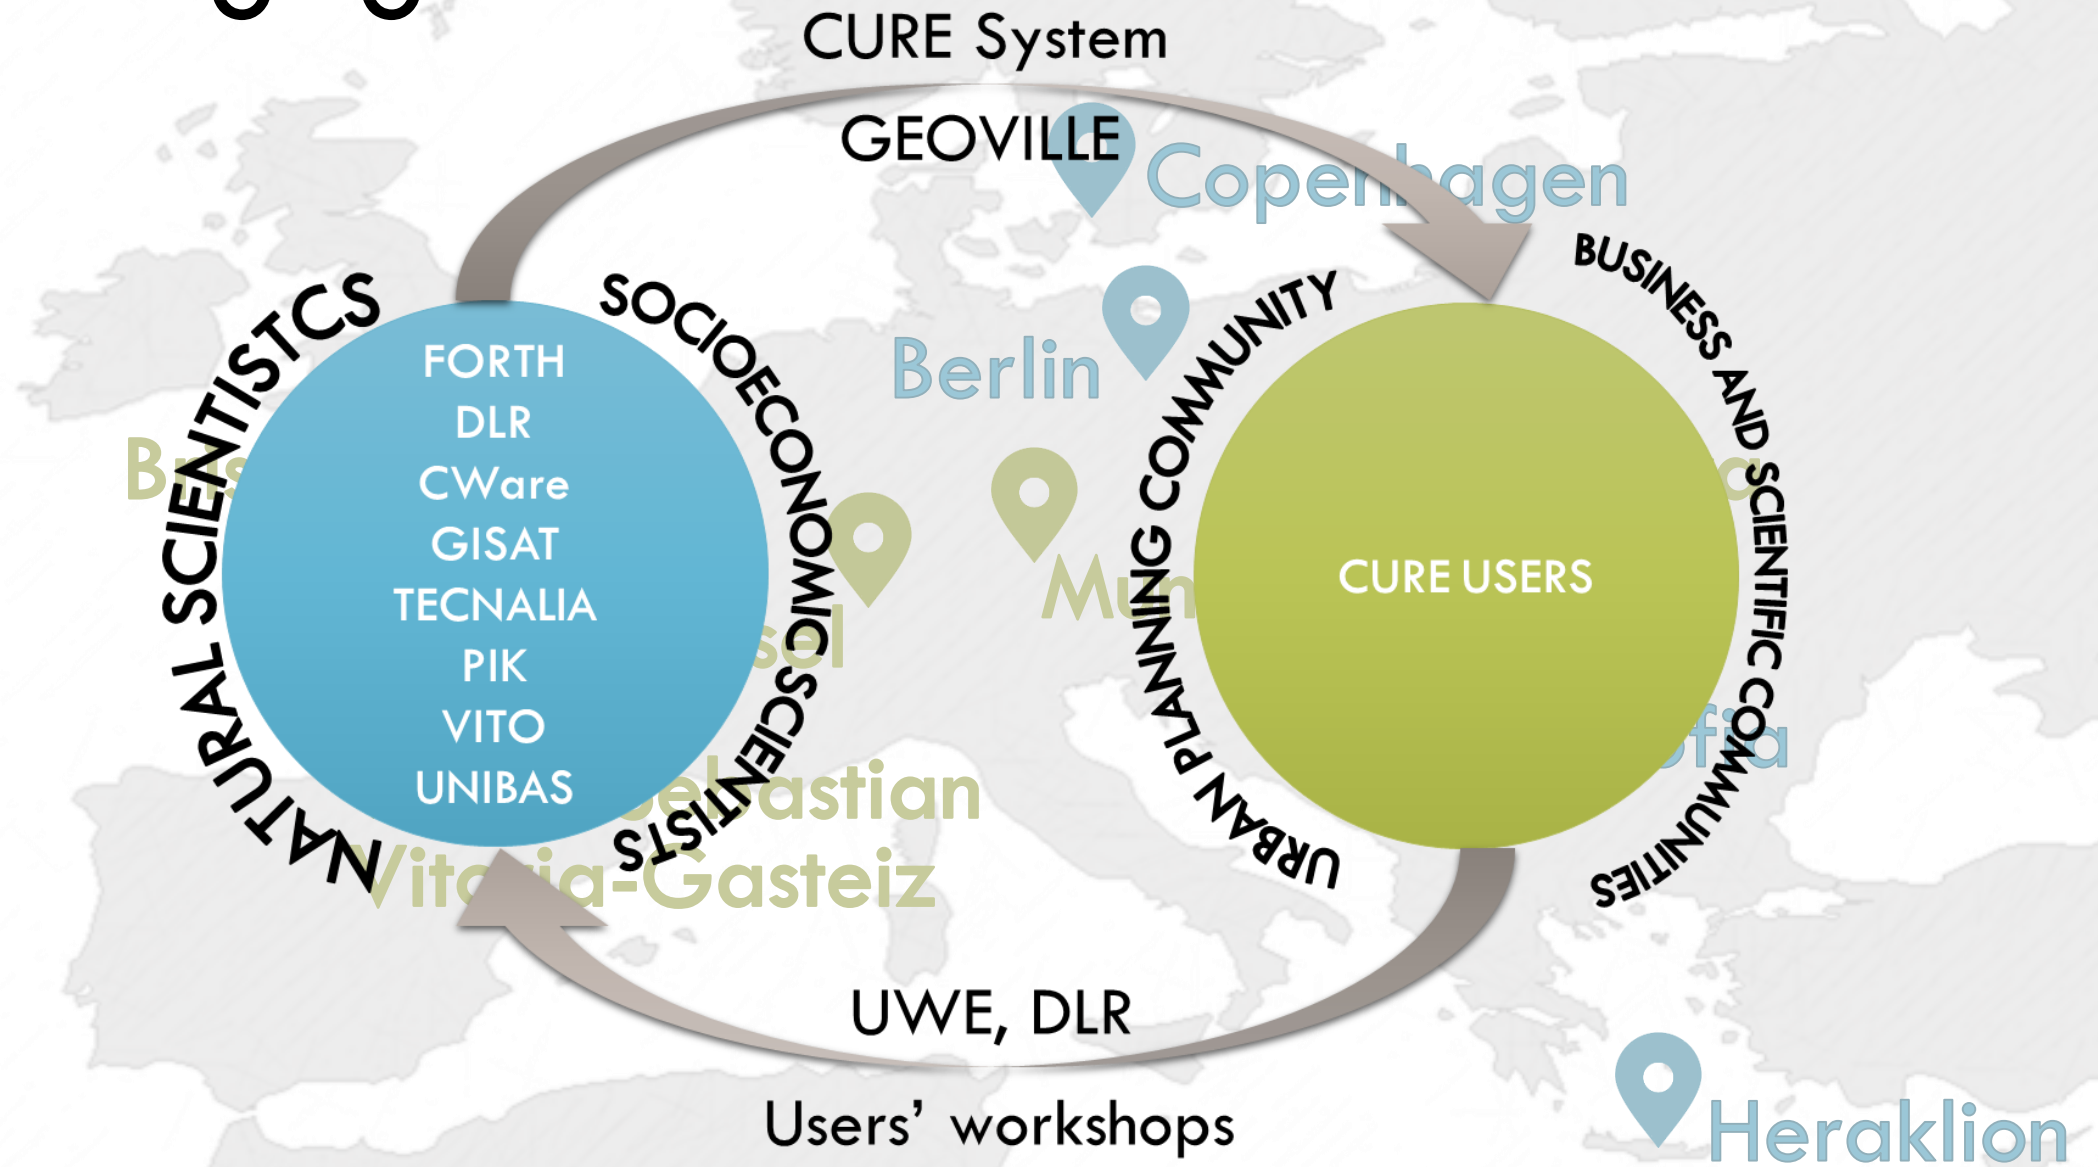 CURE System
GEOVILLE
Copenhagen
Berlin
NATURAL SCIENTISTCS
SOCIOECONOMIC SCIENTISTS
FORTH
DLR
CWare
GISAT
TECNALIA
PIK
VITO
UNIBAS
URBAN PLANNING COMMUNITY
BUSINESS AND SCIENTIFIC COMMUNITIES
CURE USERS
Vitoria-Gasteiz
UWE, DLR
Users’ workshops
Heraklion